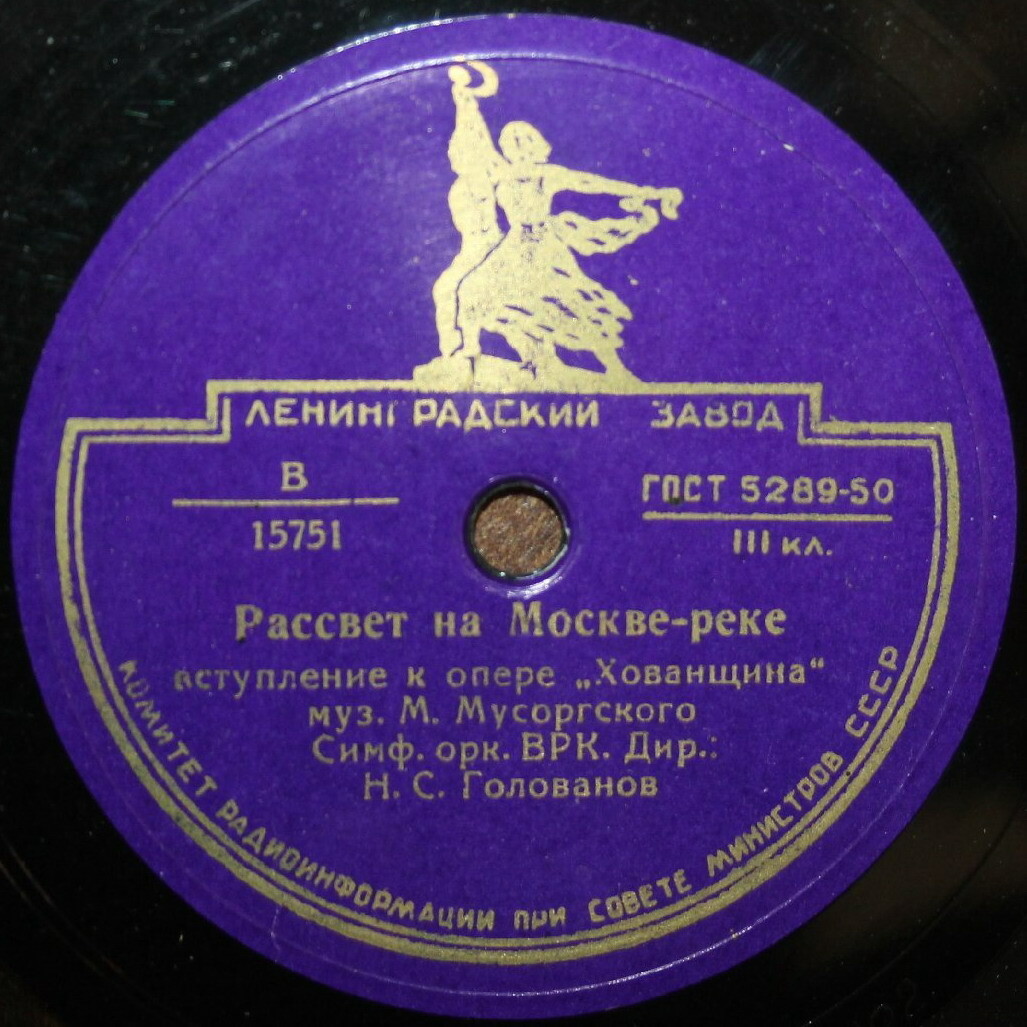 ЛЕНИНГРАДСКИЙ ЗАВОД
В
15751
ГОСТ 5289-50
III кл.
Рассвет на Москве-реке
вступление к опере „Хованщина“
муз. М. Мусоргского
Симф. орк. ВРК. Дир.:
Н. С. Голованов
КОМИТЕТ РАДИОИНФОРМАЦИИ ПРИ СОВЕТЕ МИНИСТРОВ СССР